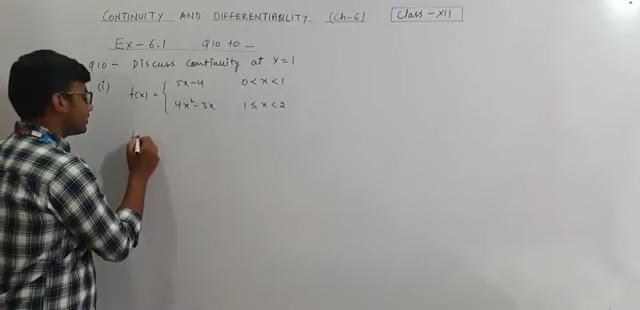 CONTINUITY AND DIFFERENTIABILITY (Ch-6) Class-XII
Ex-6.1 Q10 to _
Q10- Discuss continuity at x=1
(i) f(x) = { 5x-4 0<x<1
4x²-3x 1≤x<2
f